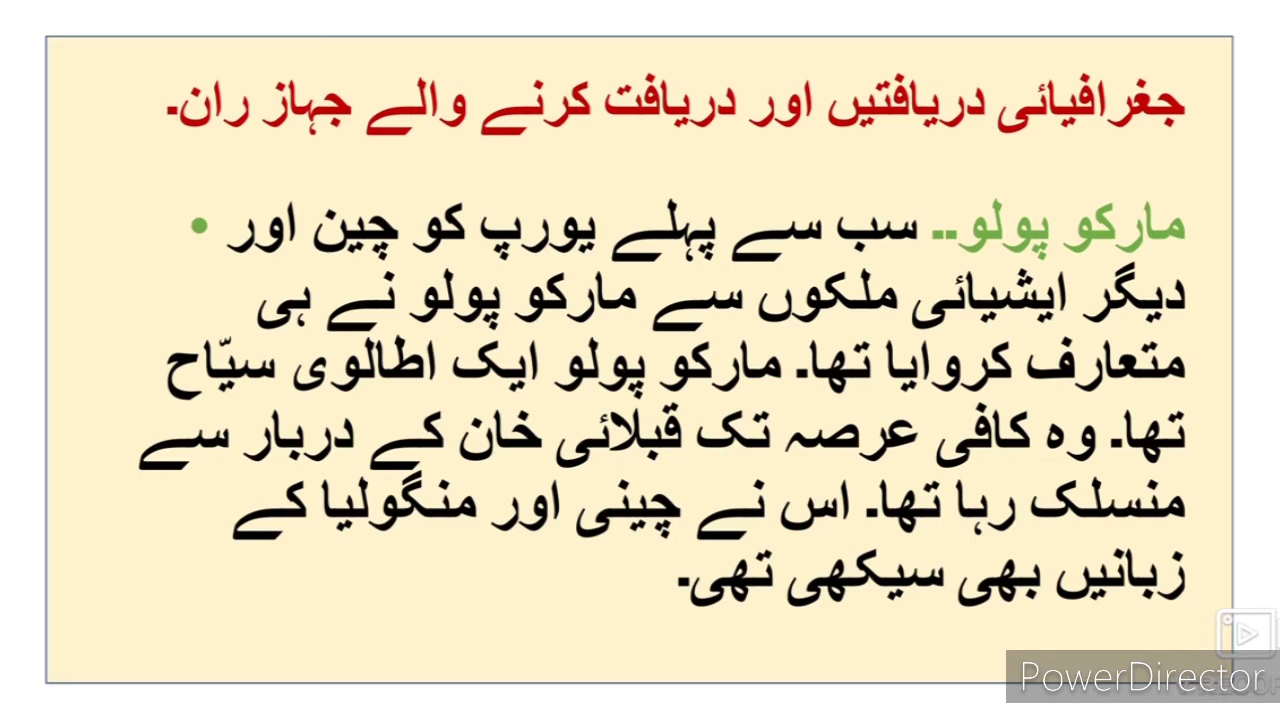 جغرافیائی دریافتیں اور دریافت کرنے والے جہاز ران۔
• مارکو پولو۔۔ سب سے پہلے یورپ کو چین اور
دیگر ایشیائی ملکوں سے مارکو پولو نے ہی
متعارف کروایا تھا۔ مارکو پولو ایک اطالوی سیّاح
تھا۔ وہ کافی عرصہ تک قبلائی خان کے دربار سے
منسلک رہا تھا۔ اس نے چینی اور منگولیا کے
زبانیں بھی سیکھی تھی۔
PowerDirector